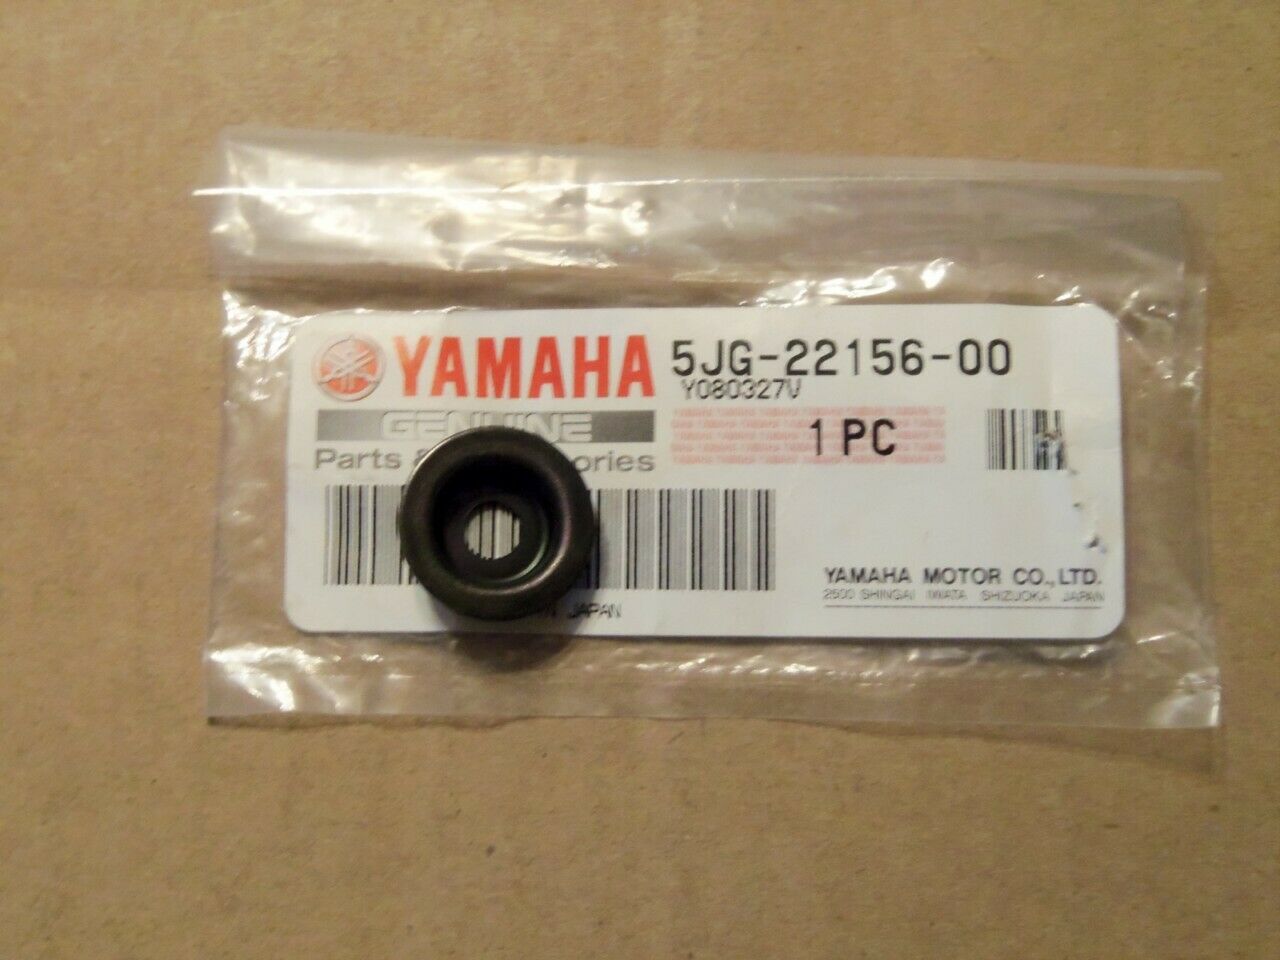 YAMAHA 5JG-22156-00
Y080327V
GENUINE
Parts &
ories
1 PC
YAMAHA MOTOR CO., LTD.
2500 SHINGAI IWATA SHIZUOKA JAPAN
JAPAN